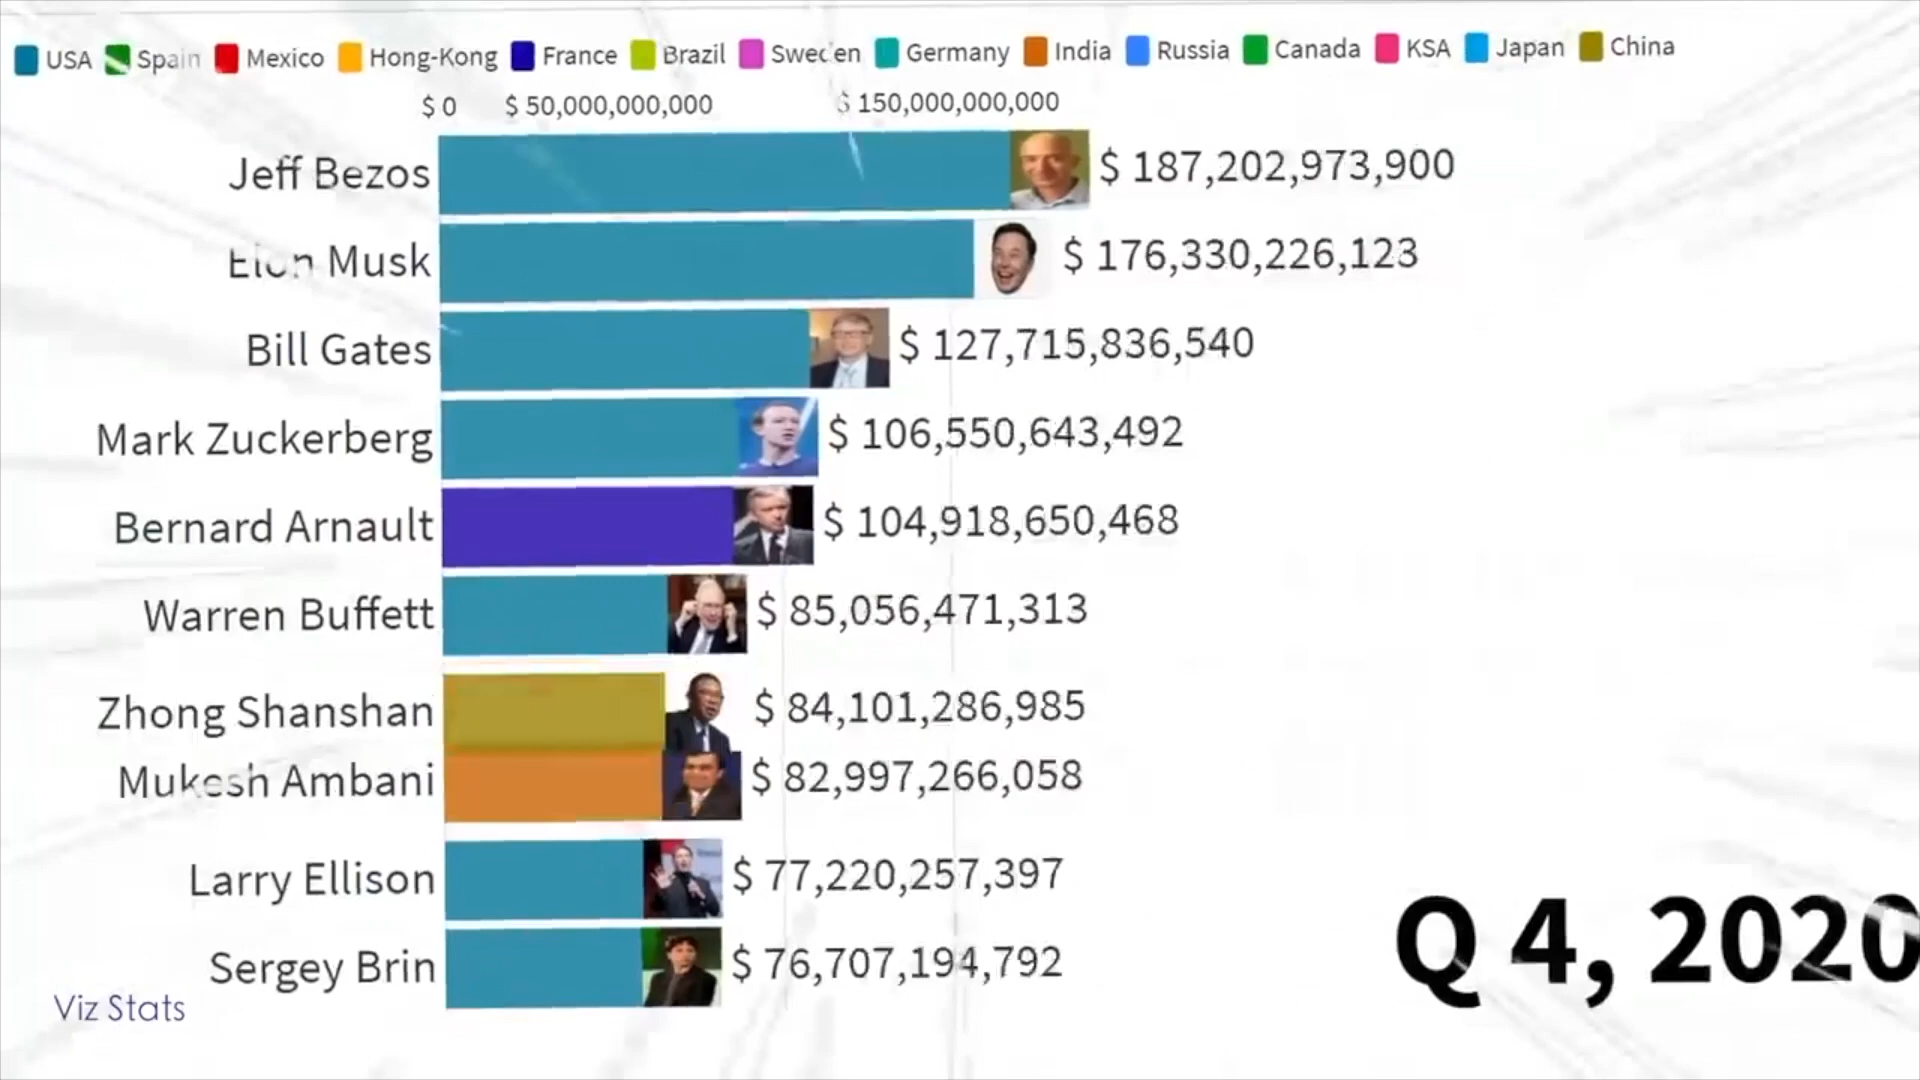 USA Spain Mexico Hong-Kong France Brazil Sweden Germany India Russia Canada KSA Japan China
$ 0 $ 50,000,000,000 $ 150,000,000,000
Jeff Bezos $ 187,202,973,900
Elon Musk $ 176,330,226,123
Bill Gates $ 127,715,836,540
Mark Zuckerberg $ 106,550,643,492
Bernard Arnault $ 104,918,650,468
Warren Buffett $ 85,056,471,313
Zhong Shanshan $ 84,101,286,985
Mukesh Ambani $ 82,997,266,058
Larry Ellison $ 77,220,257,397
Sergey Brin $ 76,707,194,792
Q 4, 2020
Viz Stats